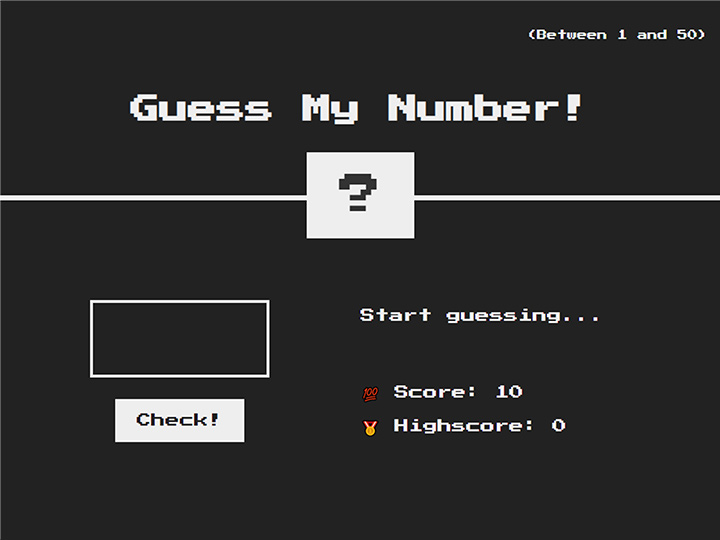 (Between 1 and 50)
Guess My Number!
?
Start guessing...
Check!
💯 Score: 10
🥇 Highscore: 0